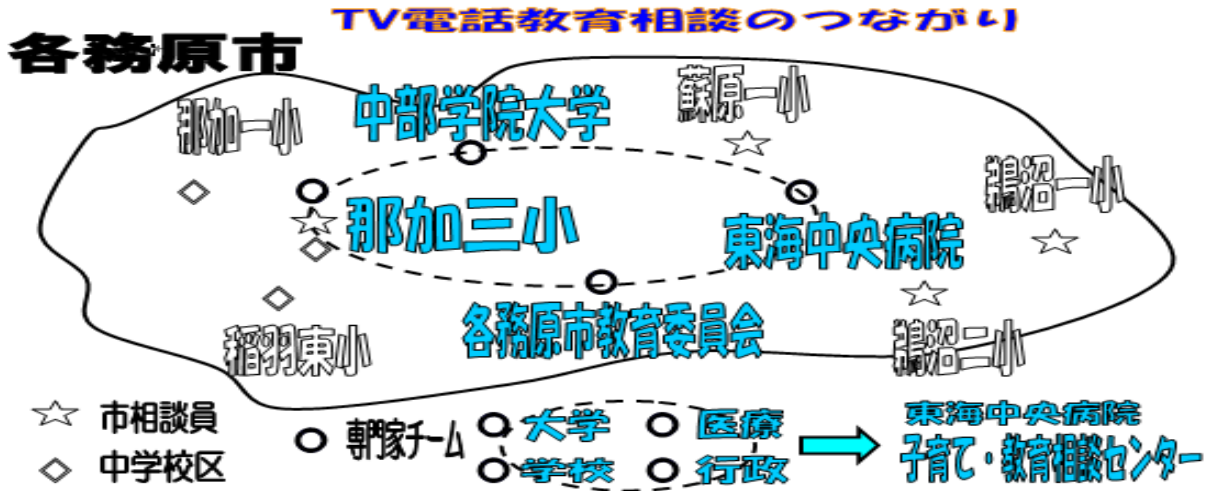 TV電話教育相談のつながり
各務原市
那加一小
中部学院大学
蘇原一小
鵜沼一小
那加三小
東海中央病院
各務原市教育委員会
稲羽東小
鵜沼二小
市相談員
中学校区
専門家チーム
大学
医療
学校
行政
東海中央病院
子育て・教育相談センター